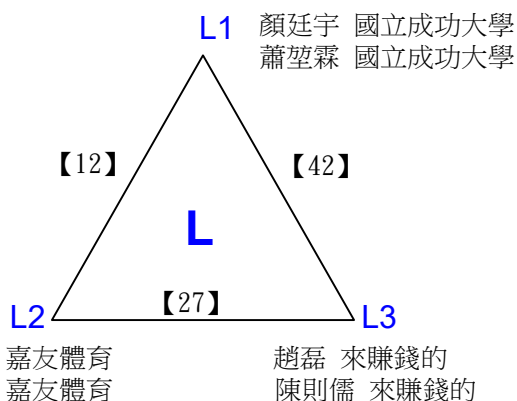 L1 顏廷宇 國立成功大學
蕭堃霖 國立成功大學
【12】 【42】
L
【27】
L2 L3
嘉友體育 趙磊 來賺錢的
嘉友體育 陳則儒 來賺錢的